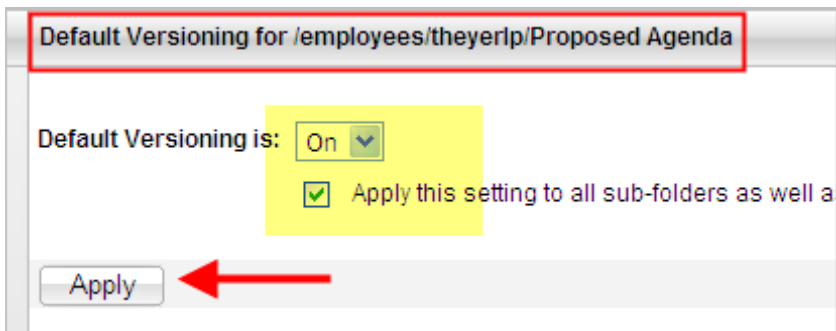 Default Versioning for /employees/theyerlp/Proposed Agenda
Default Versioning is: On
Apply this setting to all sub-folders as well a
Apply